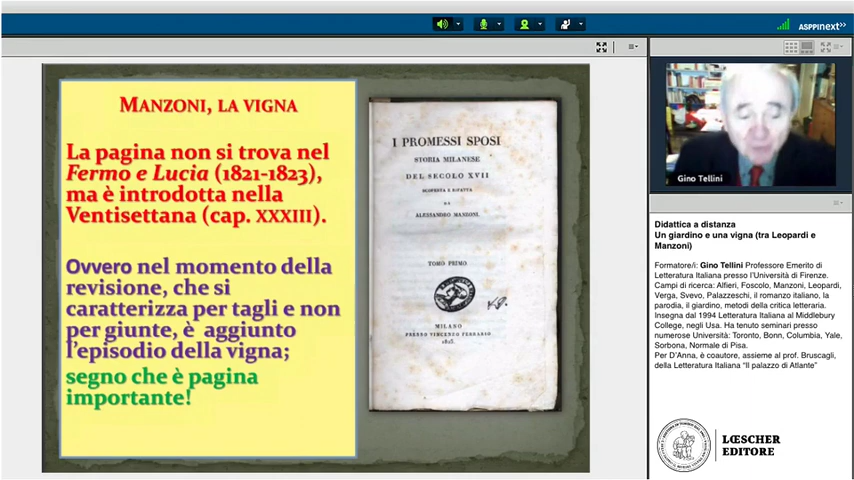 ASPPInext>>
MANZONI, LA VIGNA
La pagina non si trova nel
Fermo e Lucia (1821-1823),
ma è introdotta nella
Ventisettana (cap. XXXIII).
Ovvero nel momento della
revisione, che si
caratterizza per tagli e non
per giunte, è aggiunto
l'episodio della vigna;
segno che è pagina
importante!
I PROMESSI SPOSI
STORIA MILANESE
DEL SECOLO XVII
SCOPERTA E RIFATTA
DA
ALESSANDRO MANZONI.
TOMO PRIMO
MILANO
PRESSO VINCENZO FERRARIO
1825.
Gino Tellini
Didattica a distanza
Un giardino e una vigna (tra Leopardi e
Manzoni)
Formatore/i: Gino Tellini Professore Emerito di
Letteratura Italiana presso l'Università di Firenze.
Campi di ricerca: Alfieri, Foscolo, Manzoni, Leopardi,
Verga, Svevo, Palazzeschi, il romanzo italiano, la
parodia, il giardino, metodi della critica letteraria.
Insegna dal 1994 Letteratura Italiana al Middlebury
College, negli Usa. Ha tenuto seminari presso
numerose Università: Toronto, Bonn, Columbia, Yale,
Sorbona, Normale di Pisa.
Per D'Anna, è coautore, assieme al prof. Bruscagli,
della Letteratura Italiana "Il palazzo di Atlante"
LŒSCHER
EDITORE